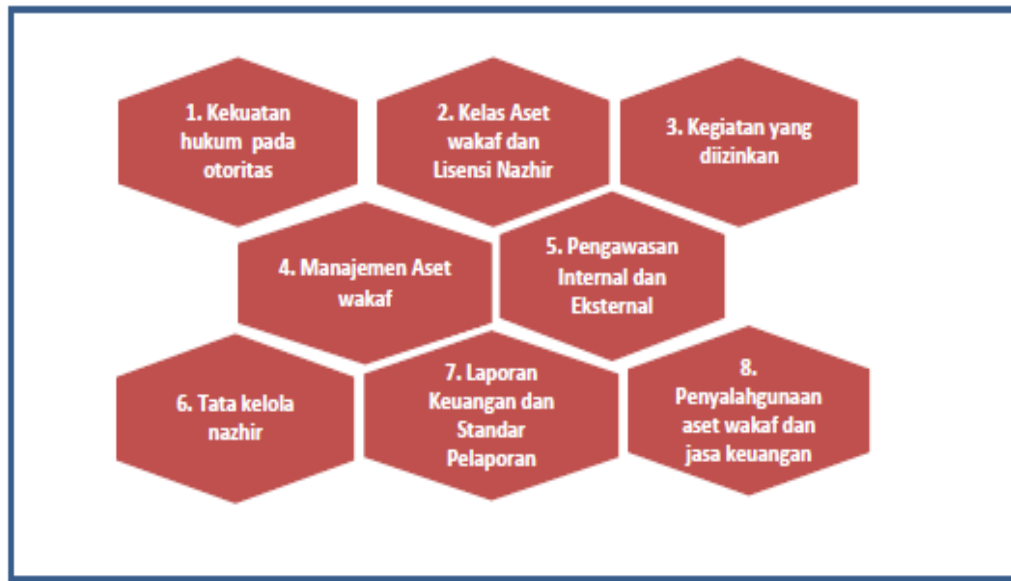 1. Kekuatan
hukum pada
otoritas
2. Kelas Aset
wakaf dan
Lisensi Nazhir
3. Kegiatan yang
diizinkan
4. Manajemen Aset
wakaf
5. Pengawasan
Internal dan
Eksternal
6. Tata kelola
nazhir
7. Laporan
Keuangan dan
Standar
Pelaporan
8.
Penyalahgunaan
aset wakaf dan
jasa keuangan